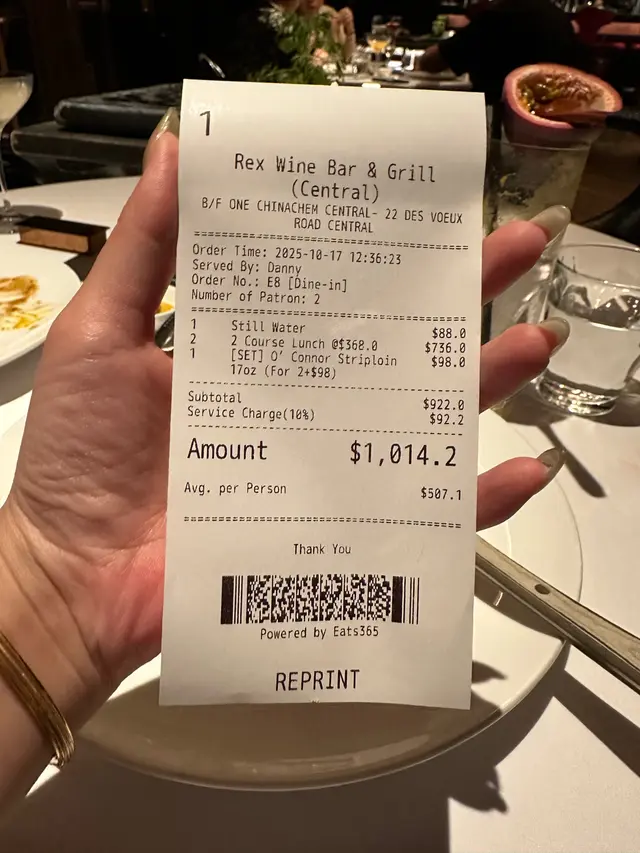 1
Rex Wine Bar & Grill
(Central)
B/F ONE CHINACHEM CENTRAL- 22 DES VOEUX
ROAD CENTRAL
Order Time: 2025-10-17 12:36:23
Served By: Danny
Order No.: E8 [Dine-in]
Number of Patron: 2
1 Still Water $88.0
2 2 Course Lunch @$368.0 $736.0
1 [SET] O' Connor Striploin $98.0
17oz (For 2+$98)
Subtotal $922.0
Service Charge(10%) $92.2
Amount $1,014.2
Avg. per Person $507.1
Thank You
Powered by Eats365
REPRINT